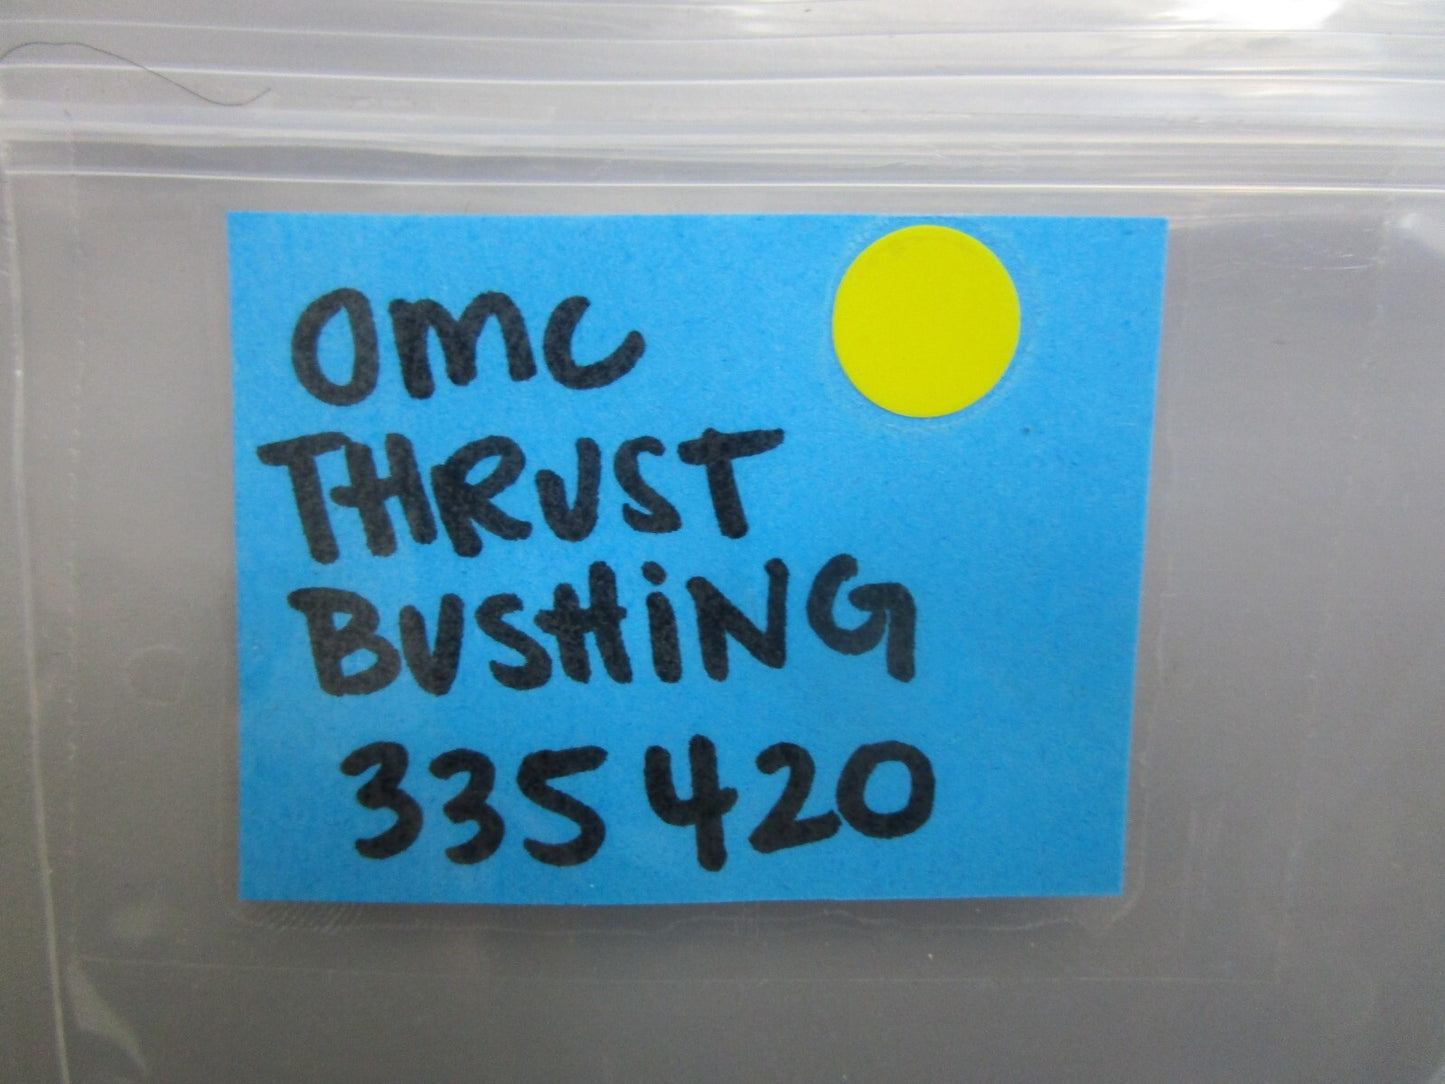 OMC
THRUST
BUSHiNG
335420